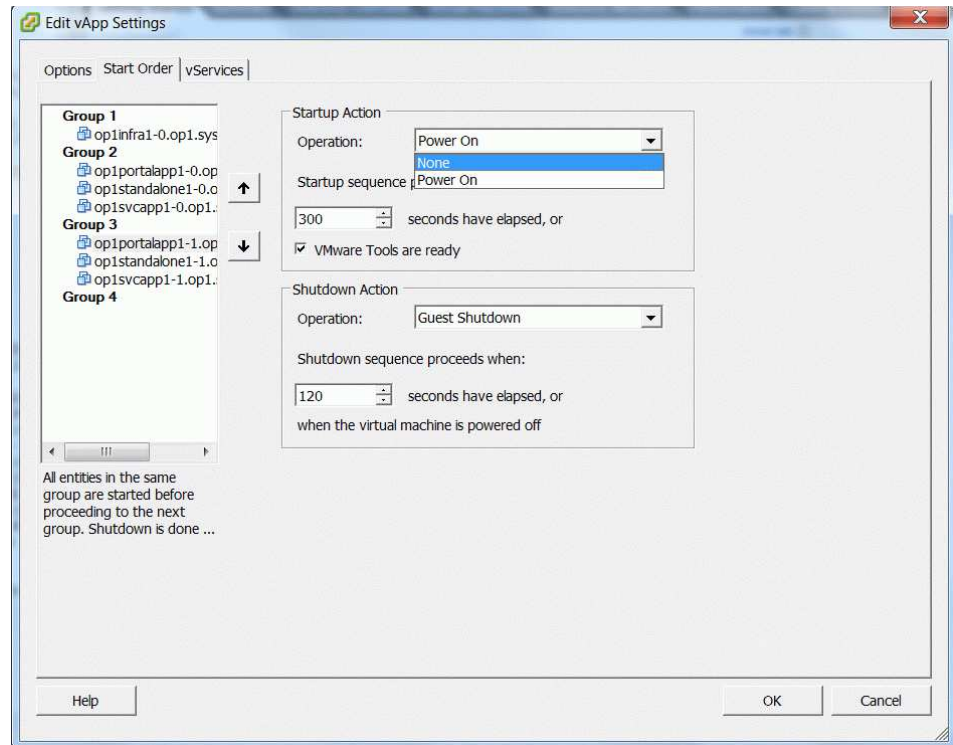 Edit vApp Settings
Options Start Order vServices
Group 1
op1infra1-0.op1.sys
Group 2
op1portalapp1-0.op
op1standalone1-0.o
op1svcapp1-0.op1.
Group 3
op1portalapp1-1.op
op1standalone1-1.o
op1svcapp1-1.op1.
Group 4
All entities in the same
group are started before
proceeding to the next
group. Shutdown is done ...
Startup Action
Operation: Power On
None
Power On
Startup sequence
300 seconds have elapsed, or
VMware Tools are ready
Shutdown Action
Operation: Guest Shutdown
Shutdown sequence proceeds when:
120 seconds have elapsed, or
when the virtual machine is powered off
Help OK Cancel